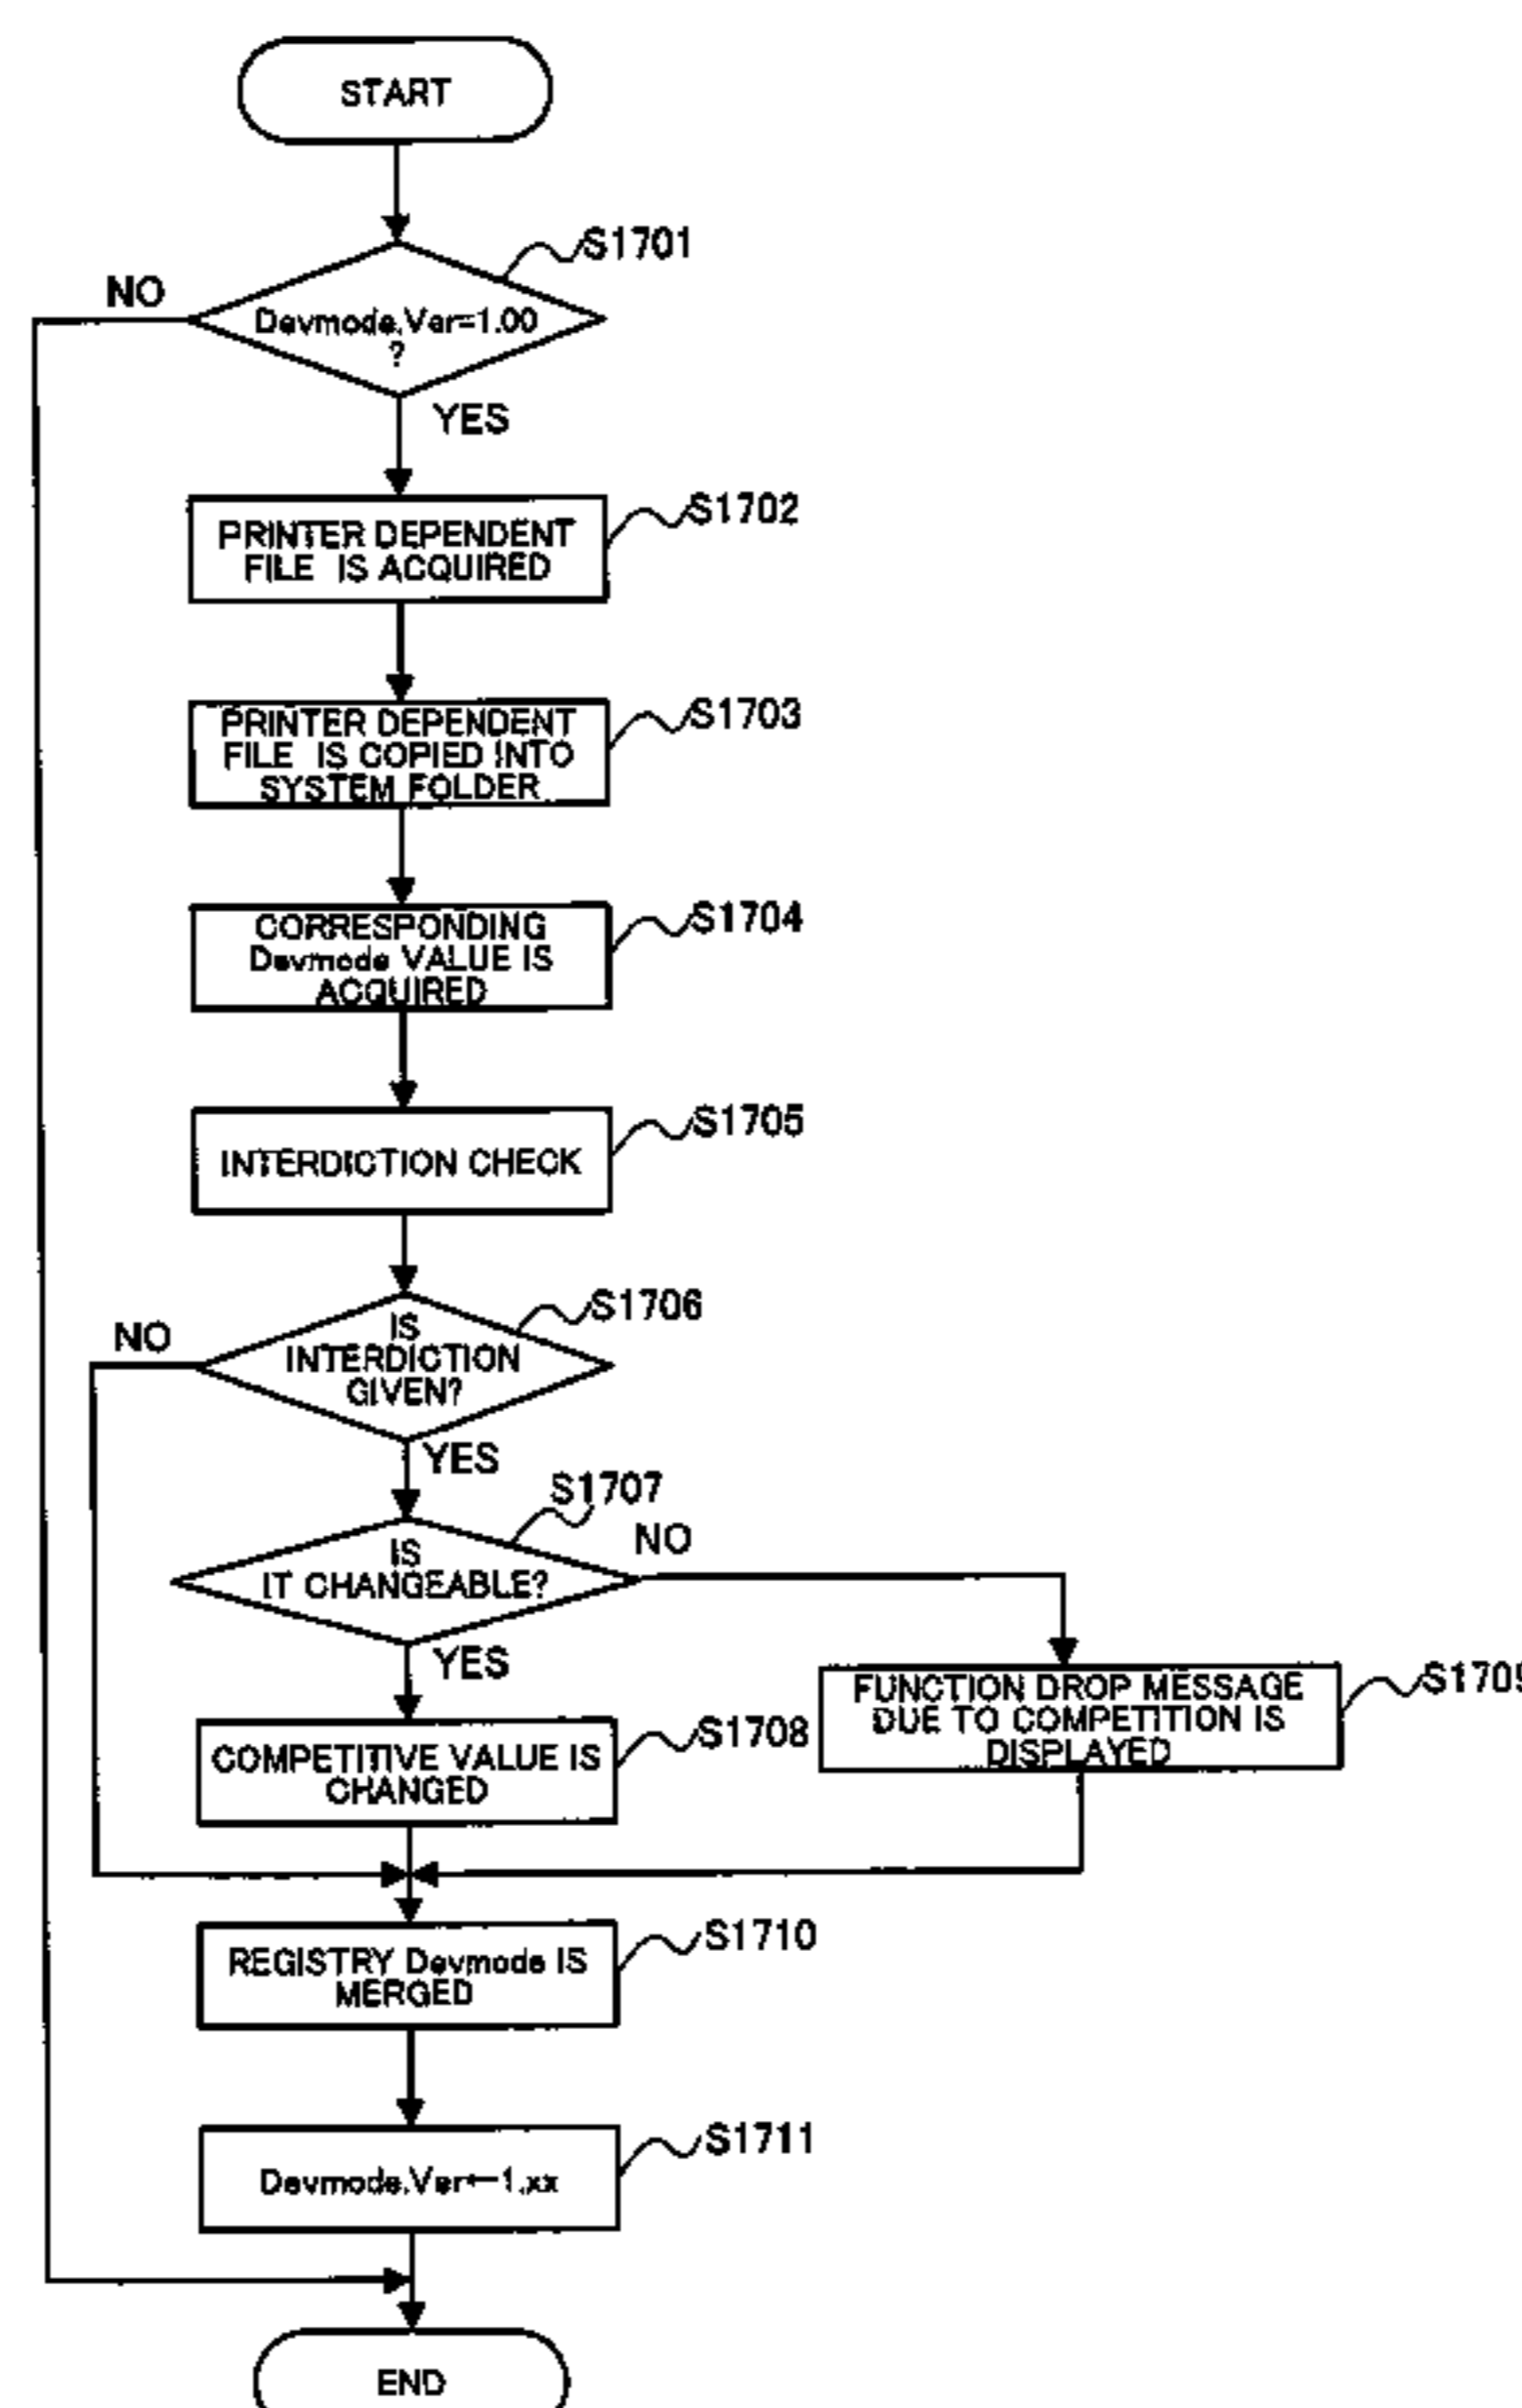 START
S1701
NO
Devmode.Ver=1.00
?
YES
S1702
PRINTER DEPENDENT
FILE IS ACQUIRED
S1703
PRINTER DEPENDENT
FILE IS COPIED INTO
SYSTEM FOLDER
S1704
CORRESPONDING
Devmode VALUE IS
ACQUIRED
S1705
INTERDICTION CHECK
S1706
NO
IS
INTERDICTION
GIVEN?
YES
S1707
NO
IS
IT CHANGEABLE?
YES
S1708
COMPETITIVE VALUE IS
CHANGED
S1709
FUNCTION DROP MESSAGE
DUE TO COMPETITION IS
DISPLAYED
S1710
REGISTRY Devmode IS
MERGED
S1711
Devmode.Ver←1.xx
END